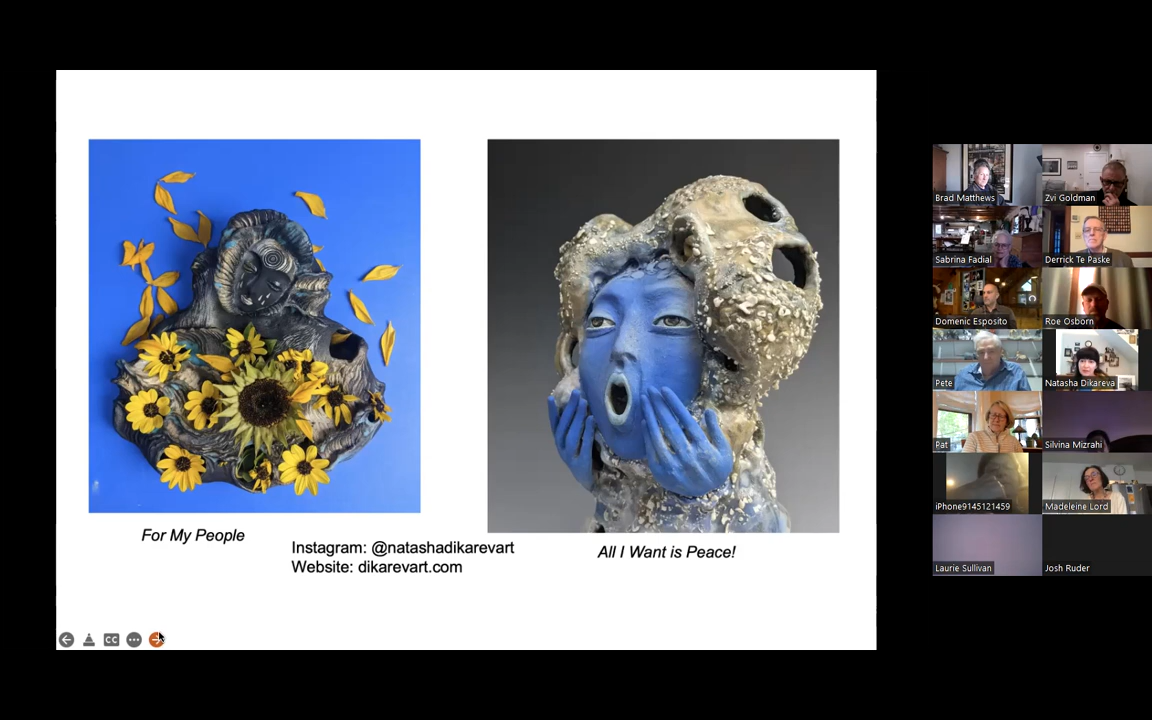 For My People
Instagram: @natashadikarevart
Website: dikarevart.com
All I Want is Peace!
CC
Brad Matthews
Zvi Goldman
Sabrina Fadial
Derrick Te Paske
Domenic Esposito
Roe Osborn
Pete
Natasha Dikareva
Pat
Silvina Mizrahi
iPhone9145121459
Madeleine Lord
Laurie Sullivan
Josh Ruder